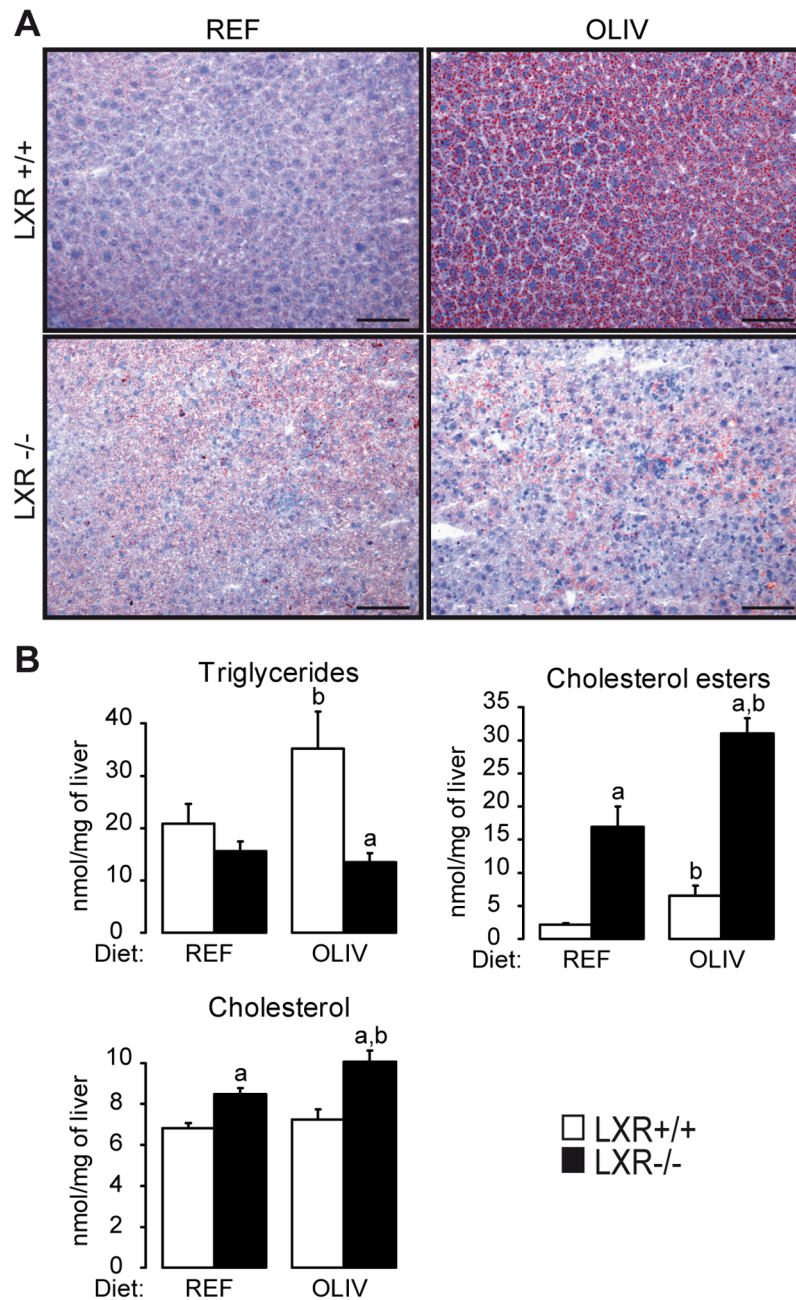 A
REF
OLIV
LXR +/+
LXR -/-
B
Triglycerides
nmol/mg of liver
40
30
20
10
0
b
a
Diet:
REF
OLIV
Cholesterol esters
nmol/mg of liver
35
30
25
20
15
10
5
0
a
b
a,b
Diet:
REF
OLIV
Cholesterol
nmol/mg of liver
10
8
6
4
2
0
a
a,b
Diet:
REF
OLIV
LXR+/+
LXR-/-